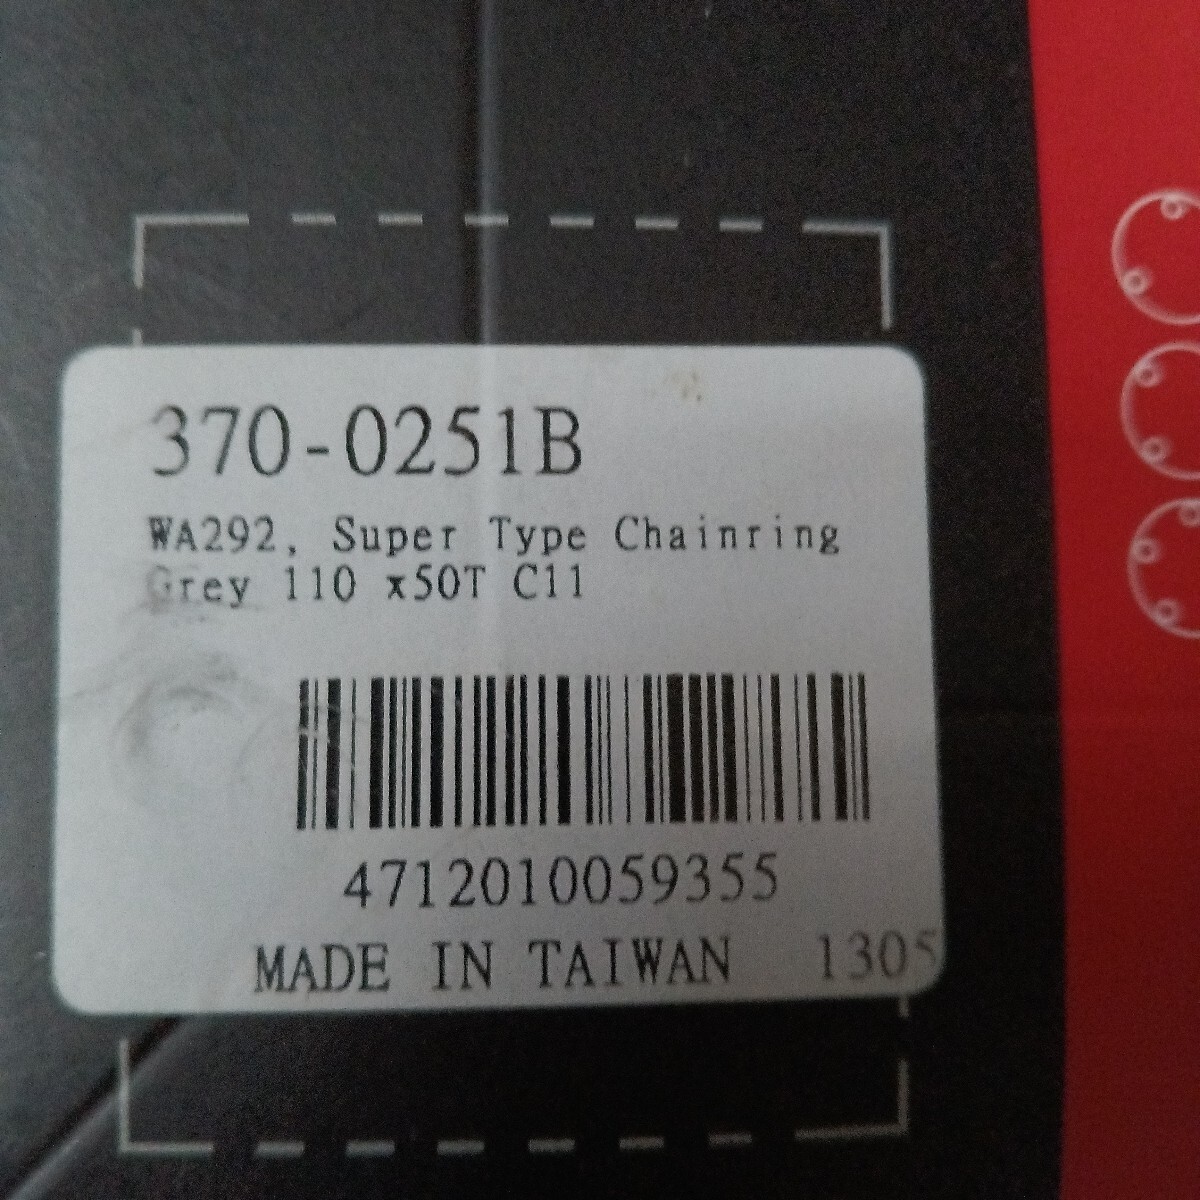 370-0251B
WA292, Super Type Chainring
Grey 110 x50T C11
4712010059355
MADE IN TAIWAN 1305